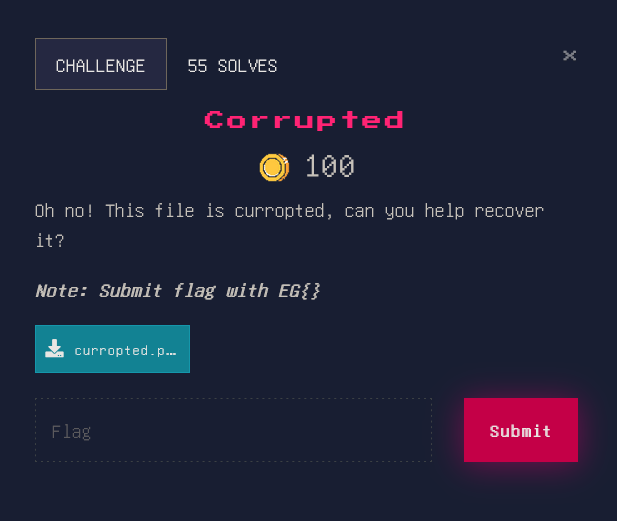 CHALLENGE
55 SOLVES
×
Corrupted
100
Oh no! This file is curropted, can you help recover
it?
Note: Submit flag with EG{}
curropted.p…
Flag
Submit